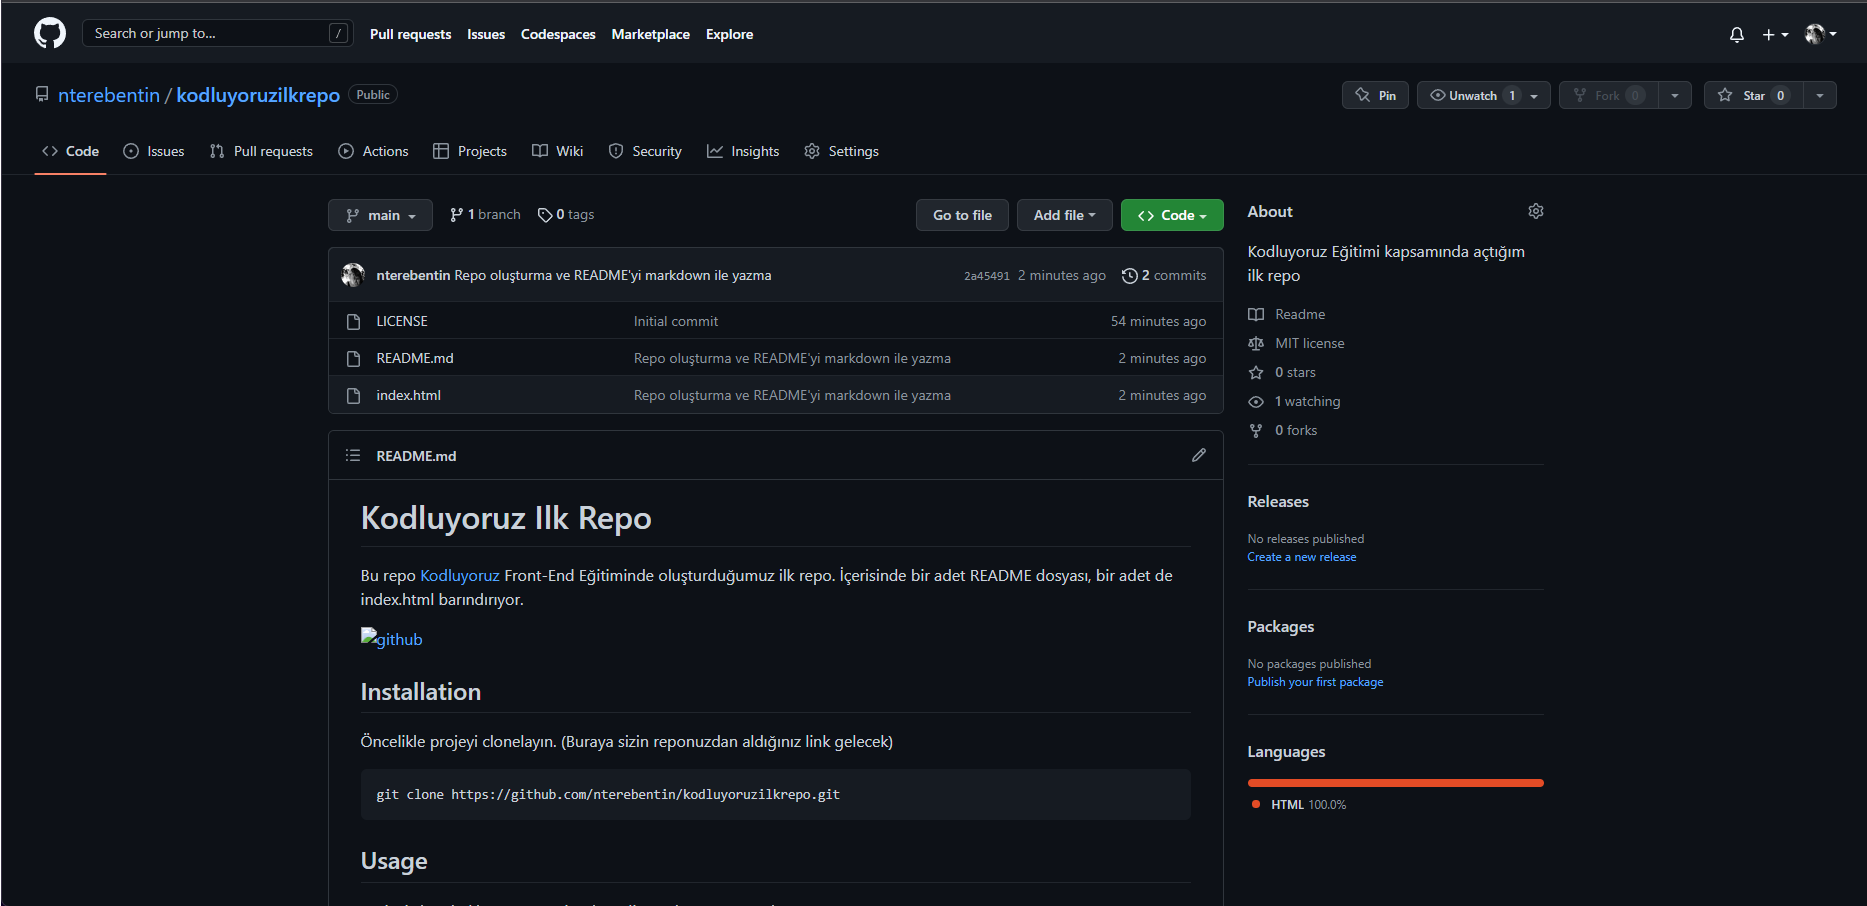 Search or jump to... /
Pull requests Issues Codespaces Marketplace Explore
nterebentin / kodluyoruzilkrepo Public
Pin Unwatch 1 Fork 0 Star 0
Code Issues Pull requests Actions Projects Wiki Security Insights Settings
main 1 branch 0 tags Go to file Add file Code
nterebentin Repo oluşturma ve README'yi markdown ile yazma 2a45491 2 minutes ago 2 commits
LICENSE Initial commit 54 minutes ago
README.md Repo oluşturma ve README'yi markdown ile yazma 2 minutes ago
index.html Repo oluşturma ve README'yi markdown ile yazma 2 minutes ago
README.md
Kodluyoruz Ilk Repo
Bu repo Kodluyoruz Front-End Eğitiminde oluşturduğumuz ilk repo. İçerisinde bir adet README dosyası, bir adet de
index.html barındırıyor.
github
Installation
Öncelikle projeyi clonelayın. (Buraya sizin reponuzdan aldığınız link gelecek)
git clone https://github.com/nterebentin/kodluyoruzilkrepo.git
Usage
About
Kodluyoruz Eğitimi kapsamında açtığım
ilk repo
Readme
MIT license
0 stars
1 watching
0 forks
Releases
No releases published
Create a new release
Packages
No packages published
Publish your first package
Languages
HTML 100.0%